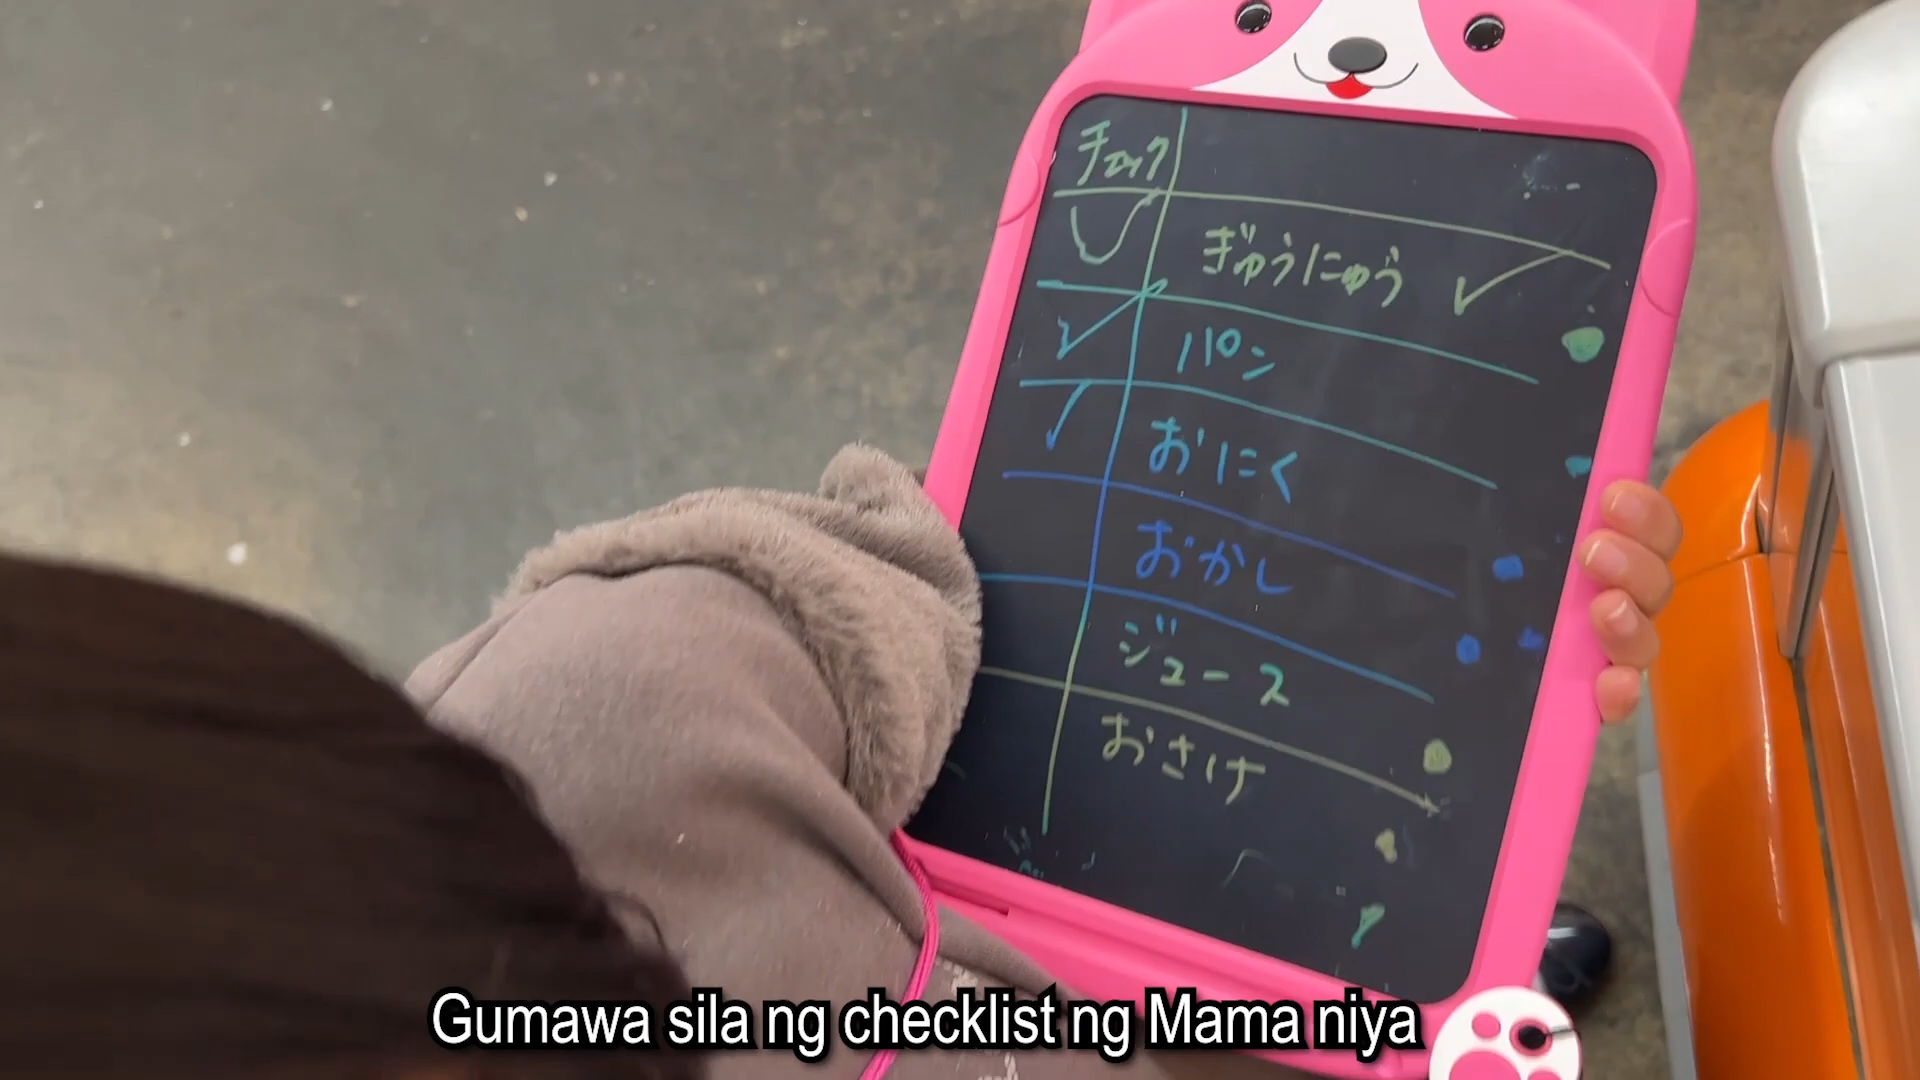 チェック
ぎゅうにゅう
パン
おにく
おかし
ジュース
おさけ
Gumawa sila ng checklist ng Mama niya